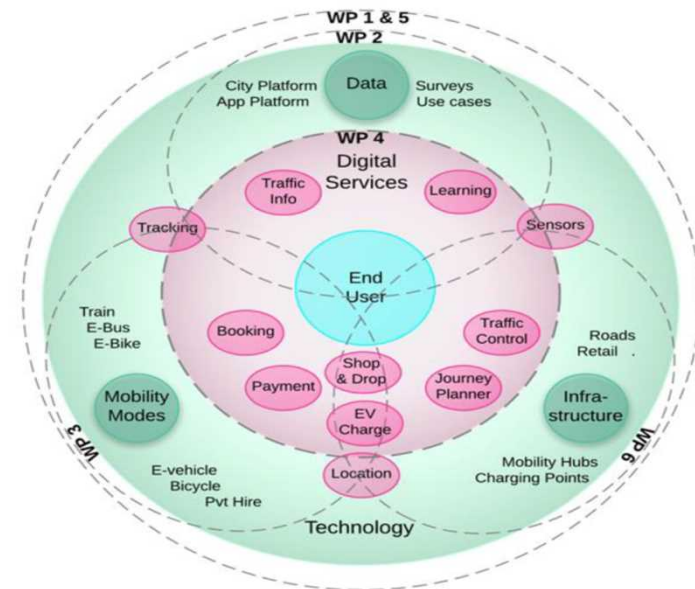 WP 1 & 5
WP 2
Data
City Platform
App Platform
Surveys
Use cases
WP 4
Digital
Services
Traffic
Info
Learning
Tracking
Sensors
End
User
Train
E-Bus
E-Bike
Booking
Traffic
Control
Roads
Retail .
Shop
& Drop
Payment
Journey
Planner
Mobility
Modes
Infra-
structure
EV
Charge
WP 3
WP 6
Location
E-vehicle
Bicycle
Pvt Hire
Mobility Hubs
Charging Points
Technology